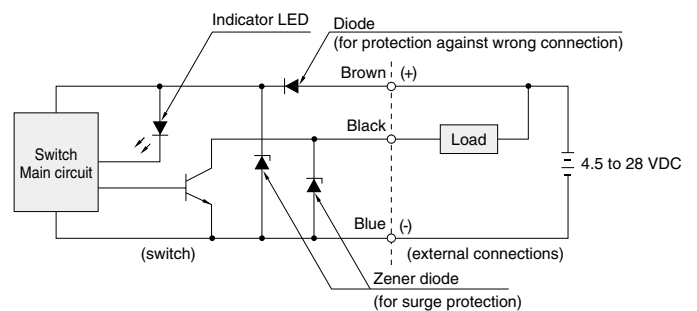 Indicator LED
Diode
(for protection against wrong connection)
Brown (+)
Black
Load
Switch
Main circuit
4.5 to 28 VDC
Blue (-)
(switch)
(external connections)
Zener diode
(for surge protection)